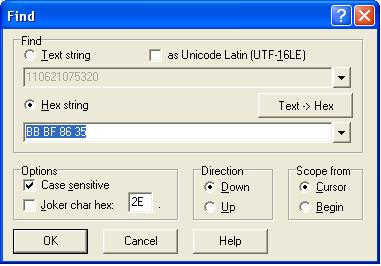 Find
Find
Text string as Unicode Latin (UTF-16LE)
110621075320
Hex string Text -> Hex
BB BF 86 35
Options Direction Scope from
Case sensitive Down Cursor
Joker char hex: 2E . Up Begin
OK Cancel Help